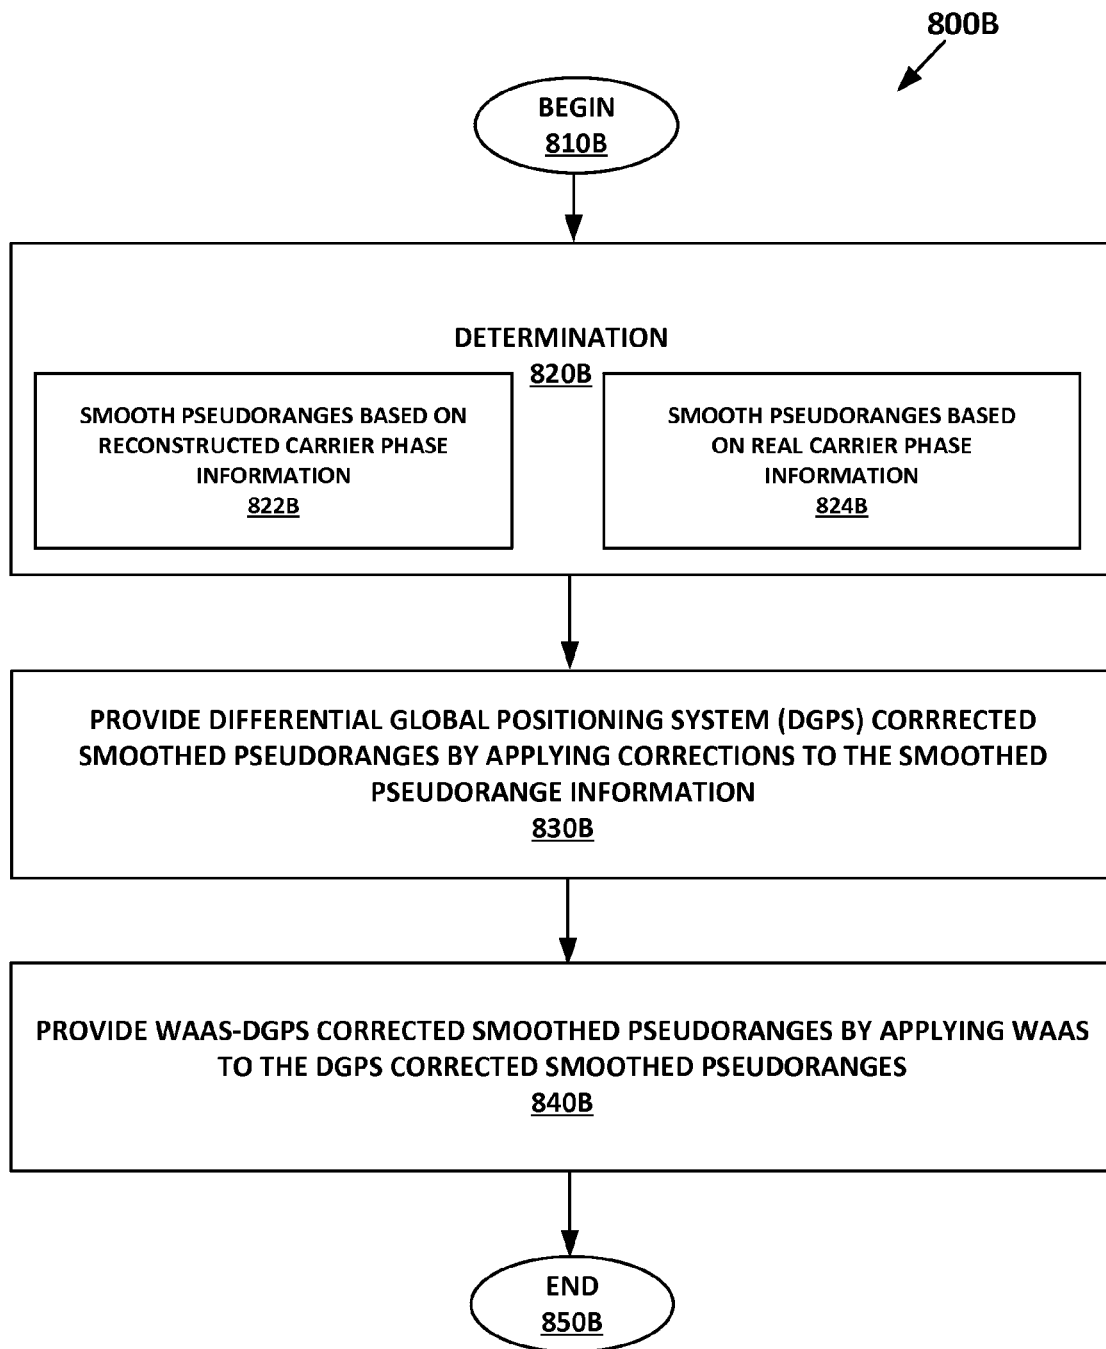 800B
BEGIN
810B
DETERMINATION
820B
SMOOTH PSEUDORANGES BASED ON
RECONSTRUCTED CARRIER PHASE
INFORMATION
822B
SMOOTH PSEUDORANGES BASED
ON REAL CARRIER PHASE
INFORMATION
824B
PROVIDE DIFFERENTIAL GLOBAL POSITIONING SYSTEM (DGPS) CORRRECTED
SMOOTHED PSEUDORANGES BY APPLYING CORRECTIONS TO THE SMOOTHED
PSEUDORANGE INFORMATION
830B
PROVIDE WAAS-DGPS CORRECTED SMOOTHED PSEUDORANGES BY APPLYING WAAS
TO THE DGPS CORRECTED SMOOTHED PSEUDORANGES
840B
END
850B